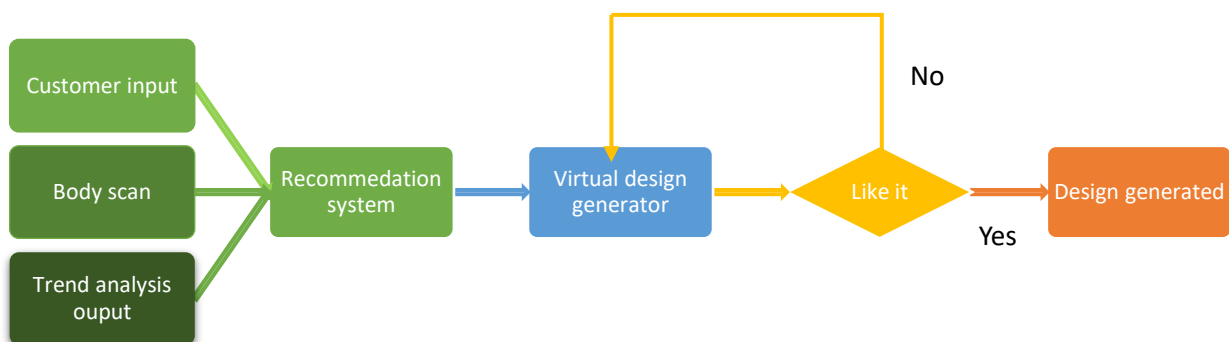 Customer input
Body scan
Trend analysis
ouput
Recommedation
system
Virtual design
generator
Like it
No
Yes
Design generated